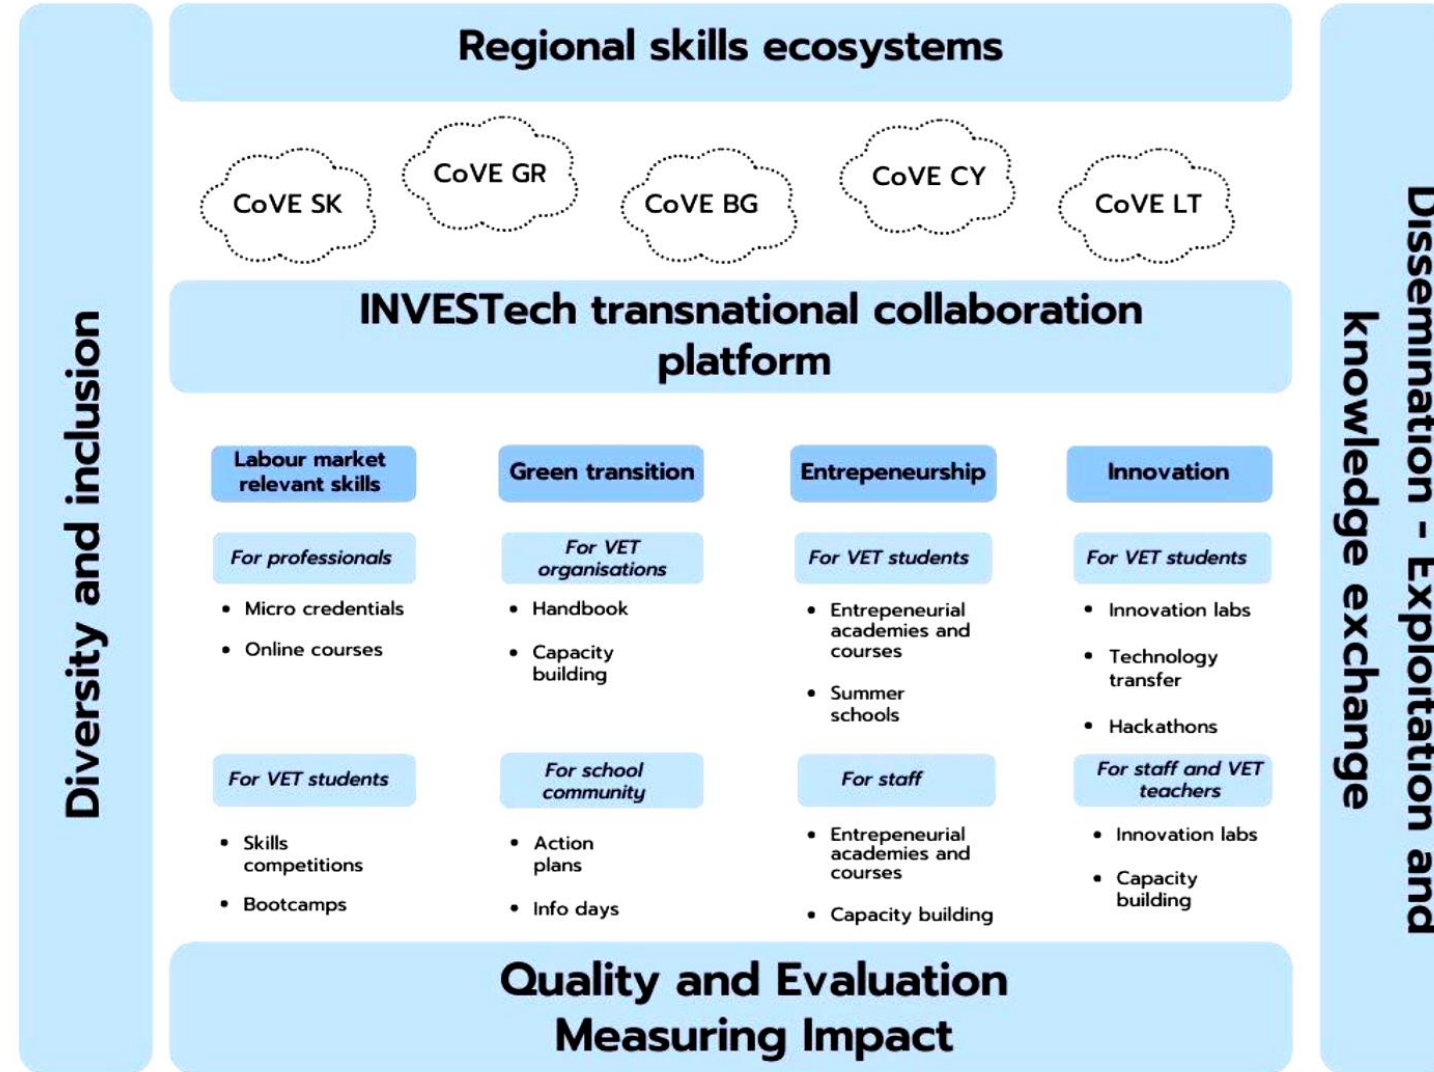 Regional skills ecosystems
CoVE SK
CoVE GR
CoVE BG
CoVE CY
CoVE LT
INVESTech transnational collaboration
platform
Diversity and inclusion
Labour market
relevant skills
For professionals
• Micro credentials
• Online courses
For VET students
• Skills
competitions
• Bootcamps
Green transition
For VET
organisations
• Handbook
• Capacity
building
For school
community
• Action
plans
• Info days
Entrepeneurship
For VET students
• Entrepeneurial
academies and
courses
• Summer
schools
For staff
• Entrepeneurial
academies and
courses
• Capacity building
Innovation
For VET students
• Innovation labs
• Technology
transfer
• Hackathons
For staff and VET
teachers
• Innovation labs
• Capacity
building
Dissemination - Exploitation and
knowledge exchange
Quality and Evaluation
Measuring Impact